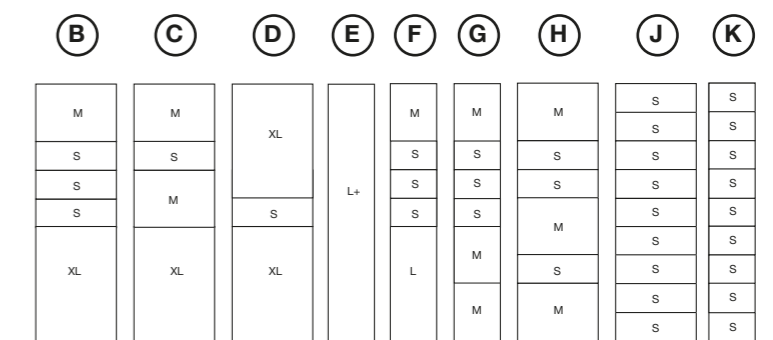 B C D E F G H J K
M M XL L+ M M M S S
S
S S S S S S S
S S S S S S
S M S S M S S
S S S S S S
XL XL XL L M S S S
M M S S
S S